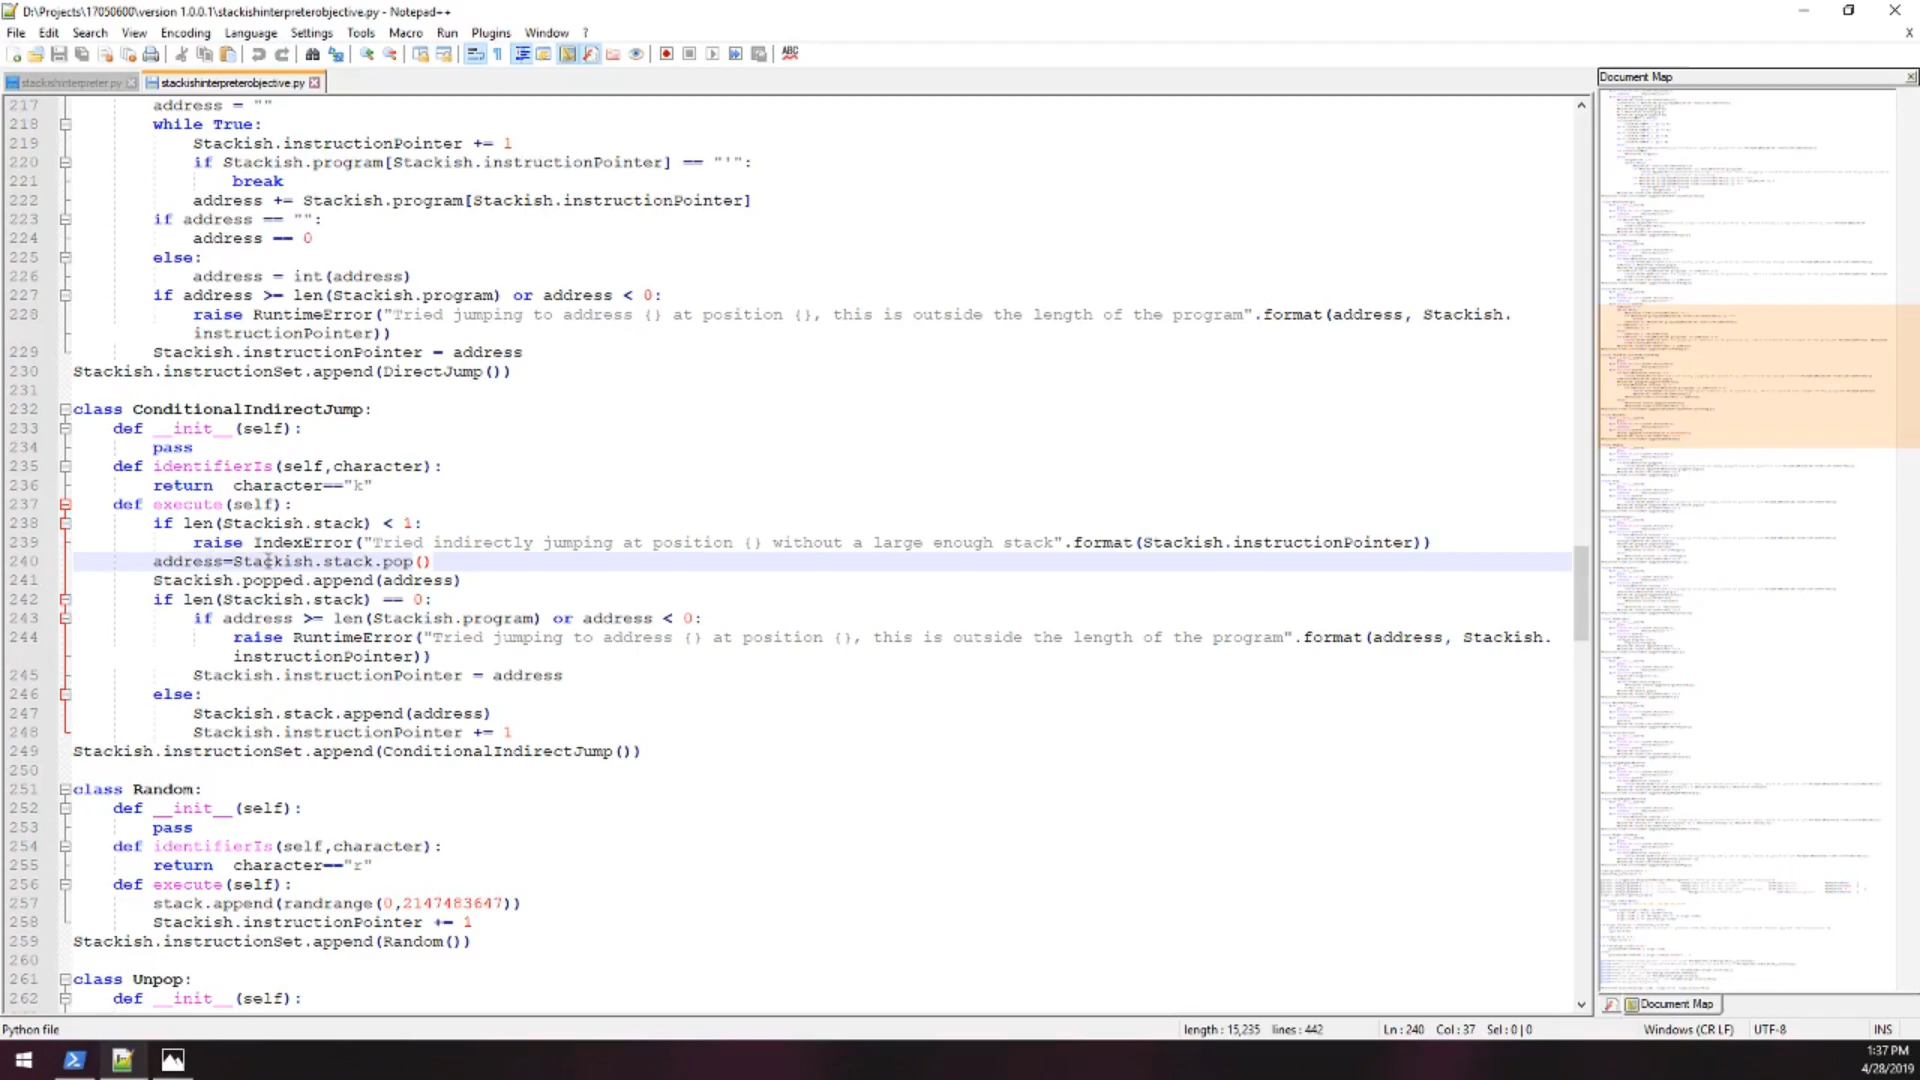 D:\Projects\17050600\version 1.0.0.1\stackishinterpreterobjective.py - Notepad++
File Edit Search View Encoding Language Settings Tools Macro Run Plugins Window ?
X
ABC
stackishinterpreter.py
stackishinterpreterobjective.py
Document Map
217 address = ""
218 while True:
219 Stackish.instructionPointer += 1
220 if Stackish.program[Stackish.instructionPointer] == "'":
221 break
222 address += Stackish.program[Stackish.instructionPointer]
223 if address == "":
224 address == 0
225 else:
226 address = int(address)
227 if address >= len(Stackish.program) or address < 0:
228 raise RuntimeError("Tried jumping to address {} at position {}, this is outside the length of the program".format(address, Stackish.
instructionPointer))
229 Stackish.instructionPointer = address
230 Stackish.instructionSet.append(DirectJump())
231
232 class ConditionalIndirectJump:
233 def __init__(self):
234 pass
235 def identifierIs(self,character):
236 return character=="k"
237 def execute(self):
238 if len(Stackish.stack) < 1:
239 raise IndexError("Tried indirectly jumping at position {} without a large enough stack".format(Stackish.instructionPointer))
240 address=Stackish.stack.pop()
241 Stackish.popped.append(address)
242 if len(Stackish.stack) == 0:
243 if address >= len(Stackish.program) or address < 0:
244 raise RuntimeError("Tried jumping to address {} at position {}, this is outside the length of the program".format(address, Stackish.
instructionPointer))
245 Stackish.instructionPointer = address
246 else:
247 Stackish.stack.append(address)
248 Stackish.instructionPointer += 1
249 Stackish.instructionSet.append(ConditionalIndirectJump())
250
251 class Random:
252 def __init__(self):
253 pass
254 def identifierIs(self,character):
255 return character=="r"
256 def execute(self):
257 stack.append(randrange(0,2147483647))
258 Stackish.instructionPointer += 1
259 Stackish.instructionSet.append(Random())
260
261 class Unpop:
262 def __init__(self):
Document Map
Python file
length : 15,235 lines : 442
Ln : 240 Col : 37 Sel : 0 | 0
Windows (CR LF)
UTF-8
INS
1:37 PM
4/28/2019